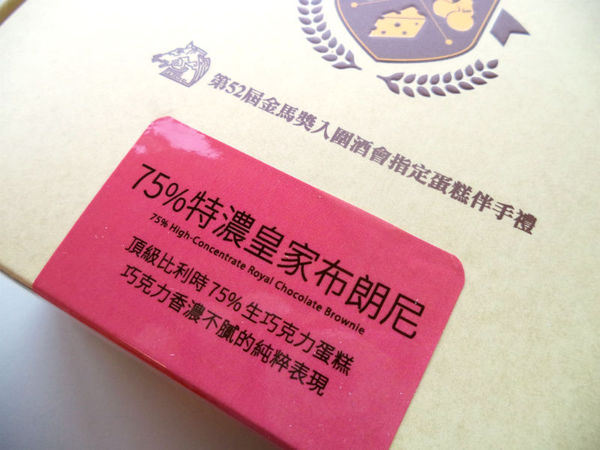 第52屆金馬獎入圍酒會指定蛋糕伴手禮
75%特濃皇家布朗尼
75% High-Concentrate Royal Chocolate Brownie
頂級比利時75%生巧克力蛋糕
巧克力香濃不膩的純粹表現